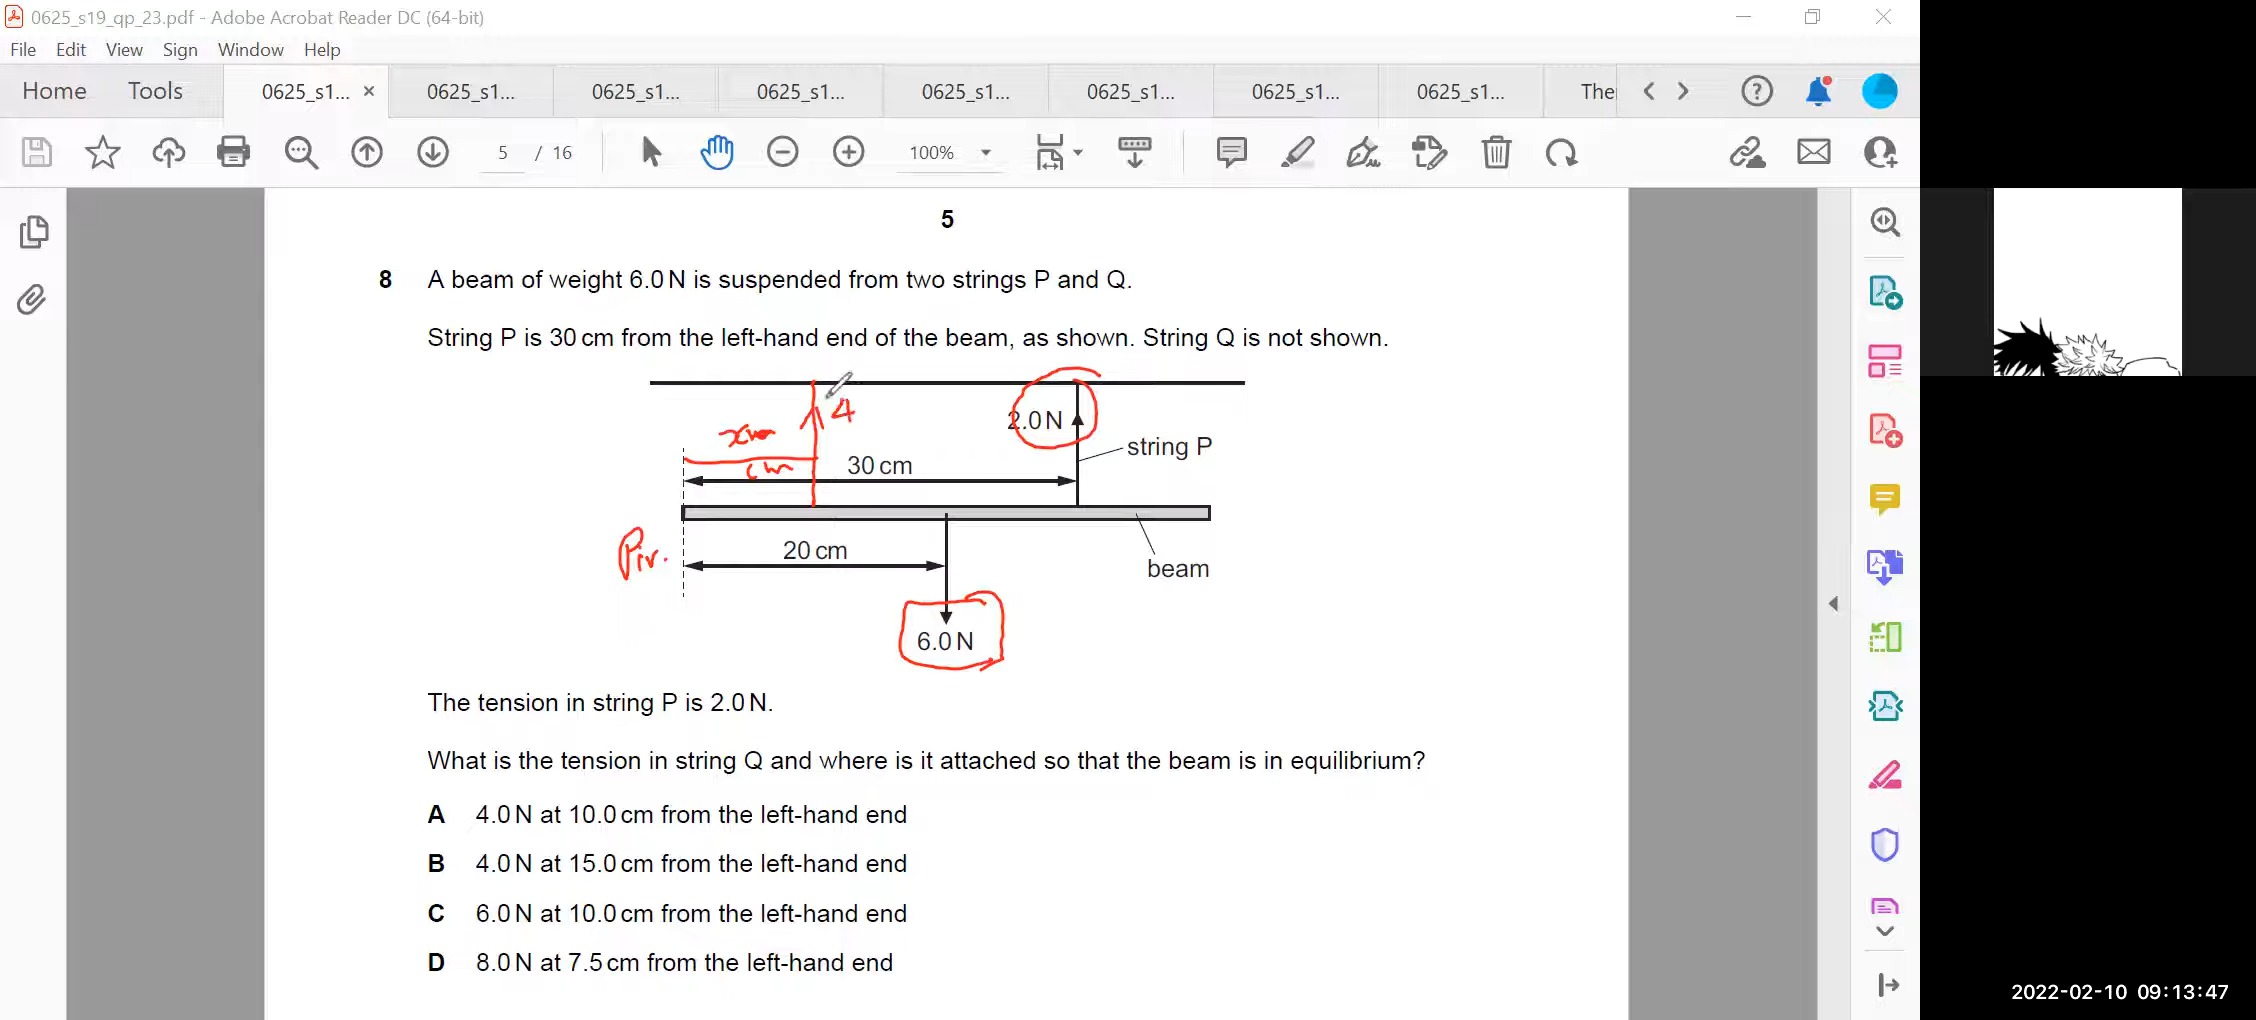 0625_s19_qp_23.pdf - Adobe Acrobat Reader DC (64-bit)
File Edit View Sign Window Help
Home Tools 0625_s1... × 0625_s1... 0625_s1... 0625_s1... 0625_s1... 0625_s1... 0625_s1... 0625_s1... The
5 / 16 100%
5
8 A beam of weight 6.0 N is suspended from two strings P and Q.
String P is 30 cm from the left-hand end of the beam, as shown. String Q is not shown.
4
2.0 N
x
cm
string P
30 cm
Piv.
20 cm
beam
6.0 N
The tension in string P is 2.0 N.
What is the tension in string Q and where is it attached so that the beam is in equilibrium?
A 4.0 N at 10.0 cm from the left-hand end
B 4.0 N at 15.0 cm from the left-hand end
C 6.0 N at 10.0 cm from the left-hand end
D 8.0 N at 7.5 cm from the left-hand end
2022-02-10 09:13:47